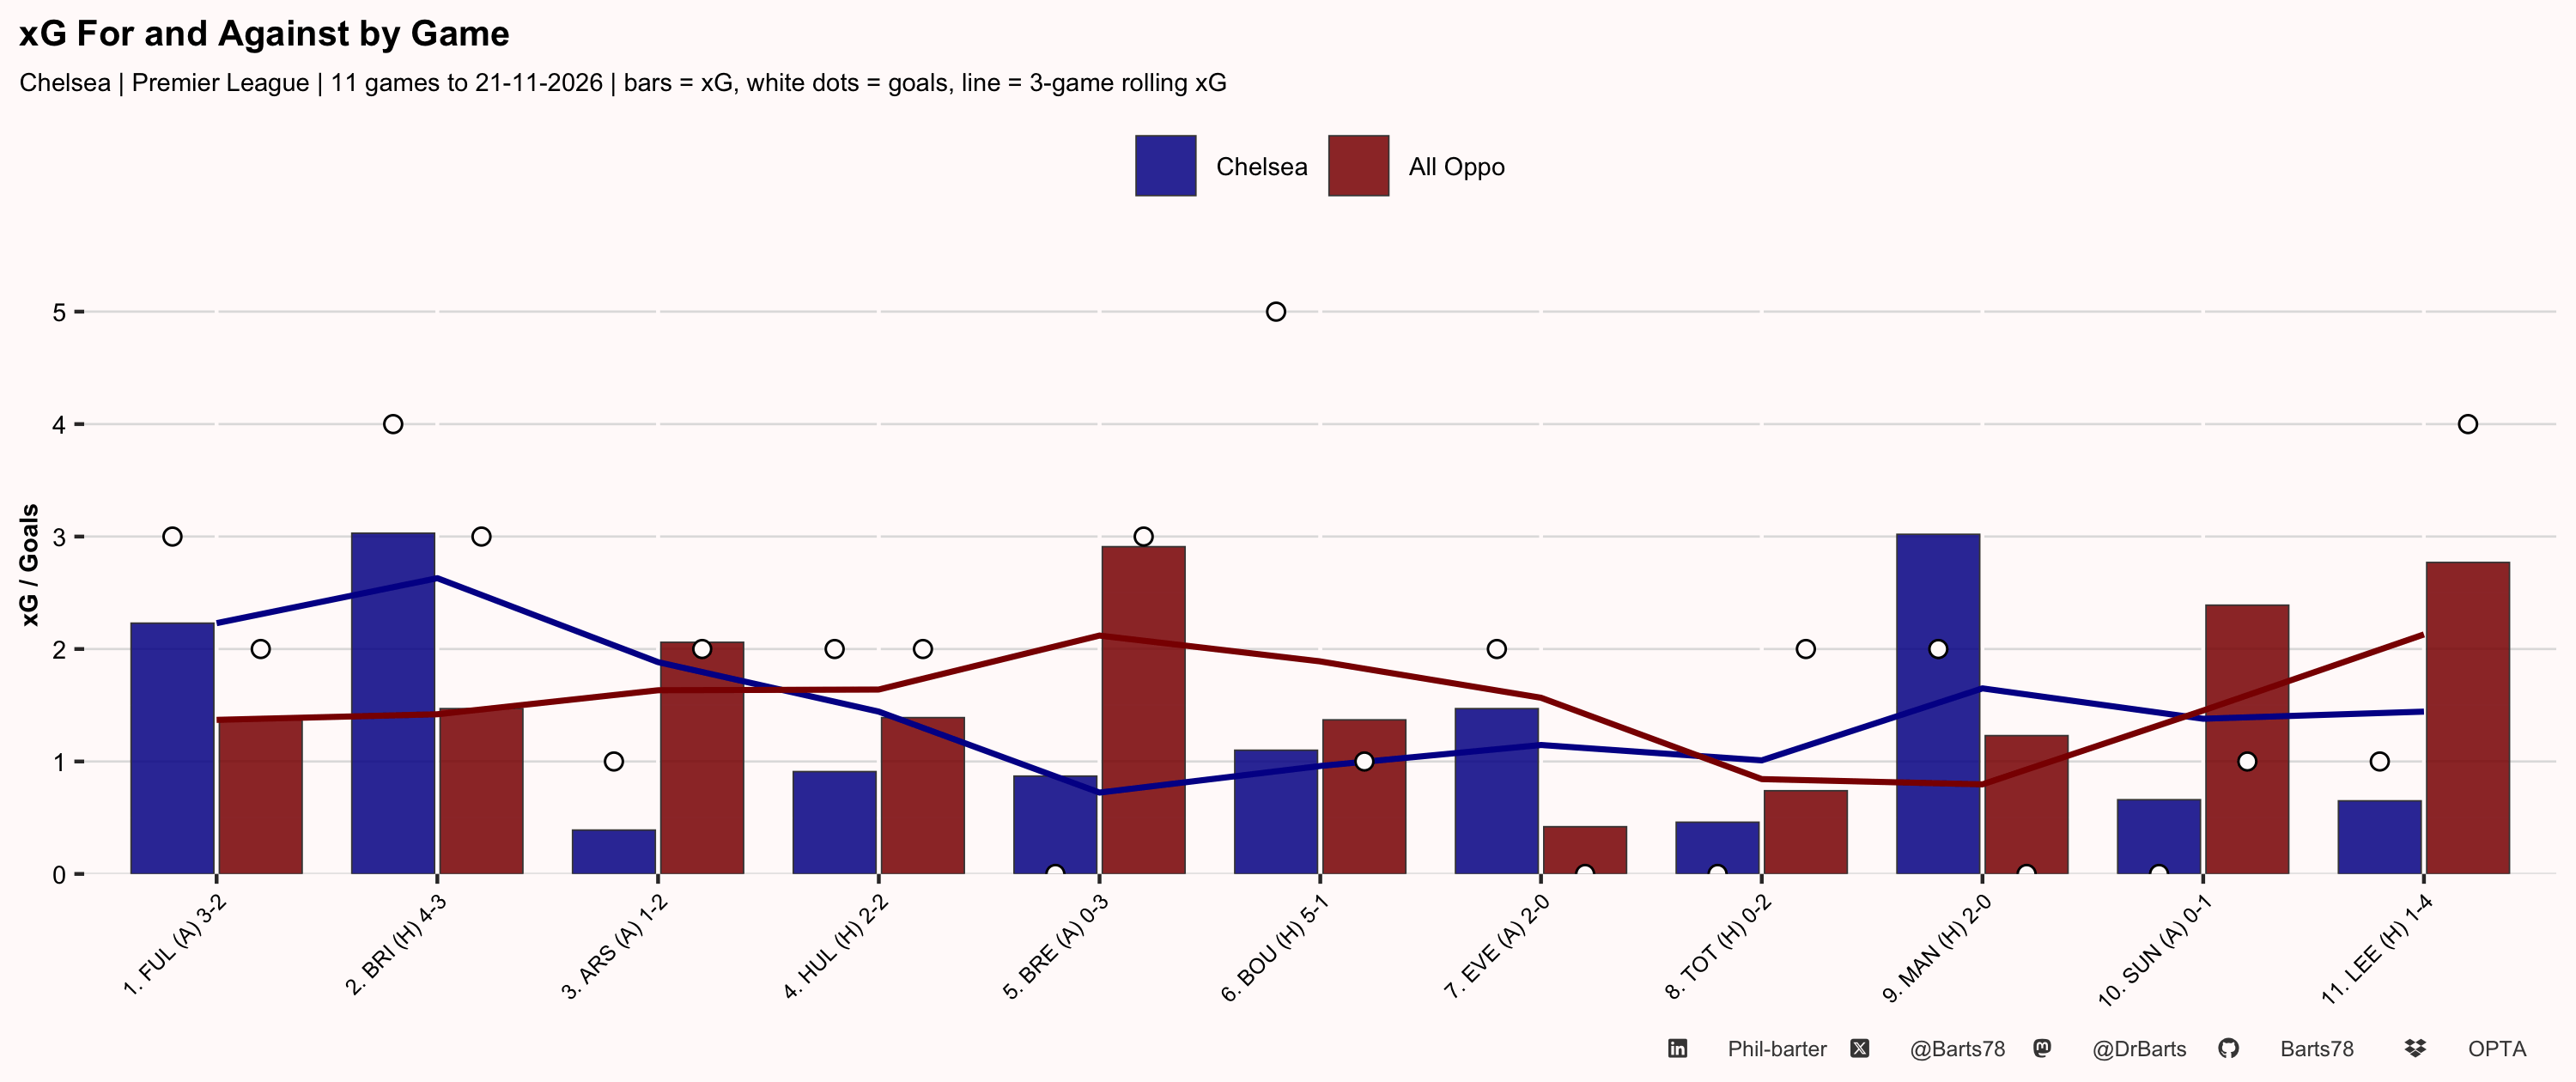 xG For and Against by Game
Chelsea | Premier League | 11 games to 21-11-2026 | bars = xG, white dots = goals, line = 3-game rolling xG
Chelsea All Oppo
xG / Goals
5
4
3
2
1
0
1. FUL (A) 3-2
2. BRI (H) 4-3
3. ARS (A) 1-2
4. HUL (H) 2-2
5. BRE (A) 0-3
6. BOU (H) 5-1
7. EVE (A) 2-0
8. TOT (H) 0-2
9. MAN (H) 2-0
10. SUN (A) 0-1
11. LEE (H) 1-4
Phil-barter @Barts78 @DrBarts Barts78 OPTA